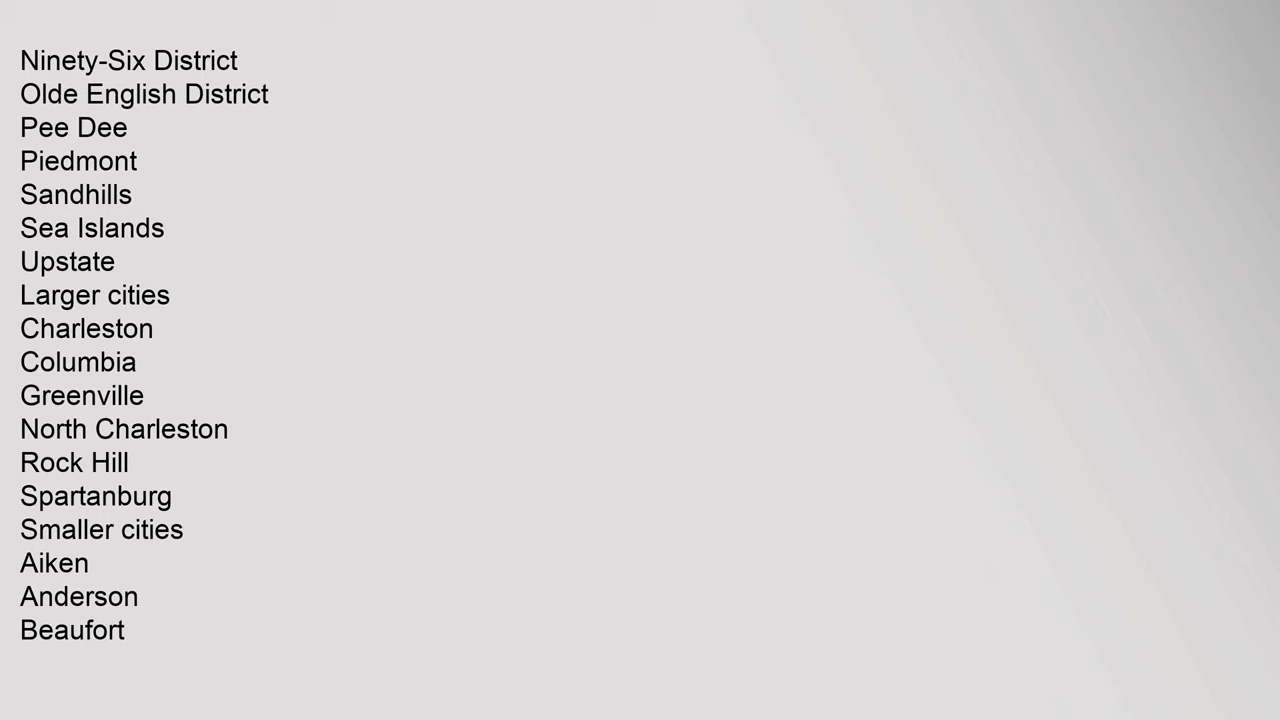 Ninety-Six District
Olde English District
Pee Dee
Piedmont
Sandhills
Sea Islands
Upstate
Larger cities
Charleston
Columbia
Greenville
North Charleston
Rock Hill
Spartanburg
Smaller cities
Aiken
Anderson
Beaufort